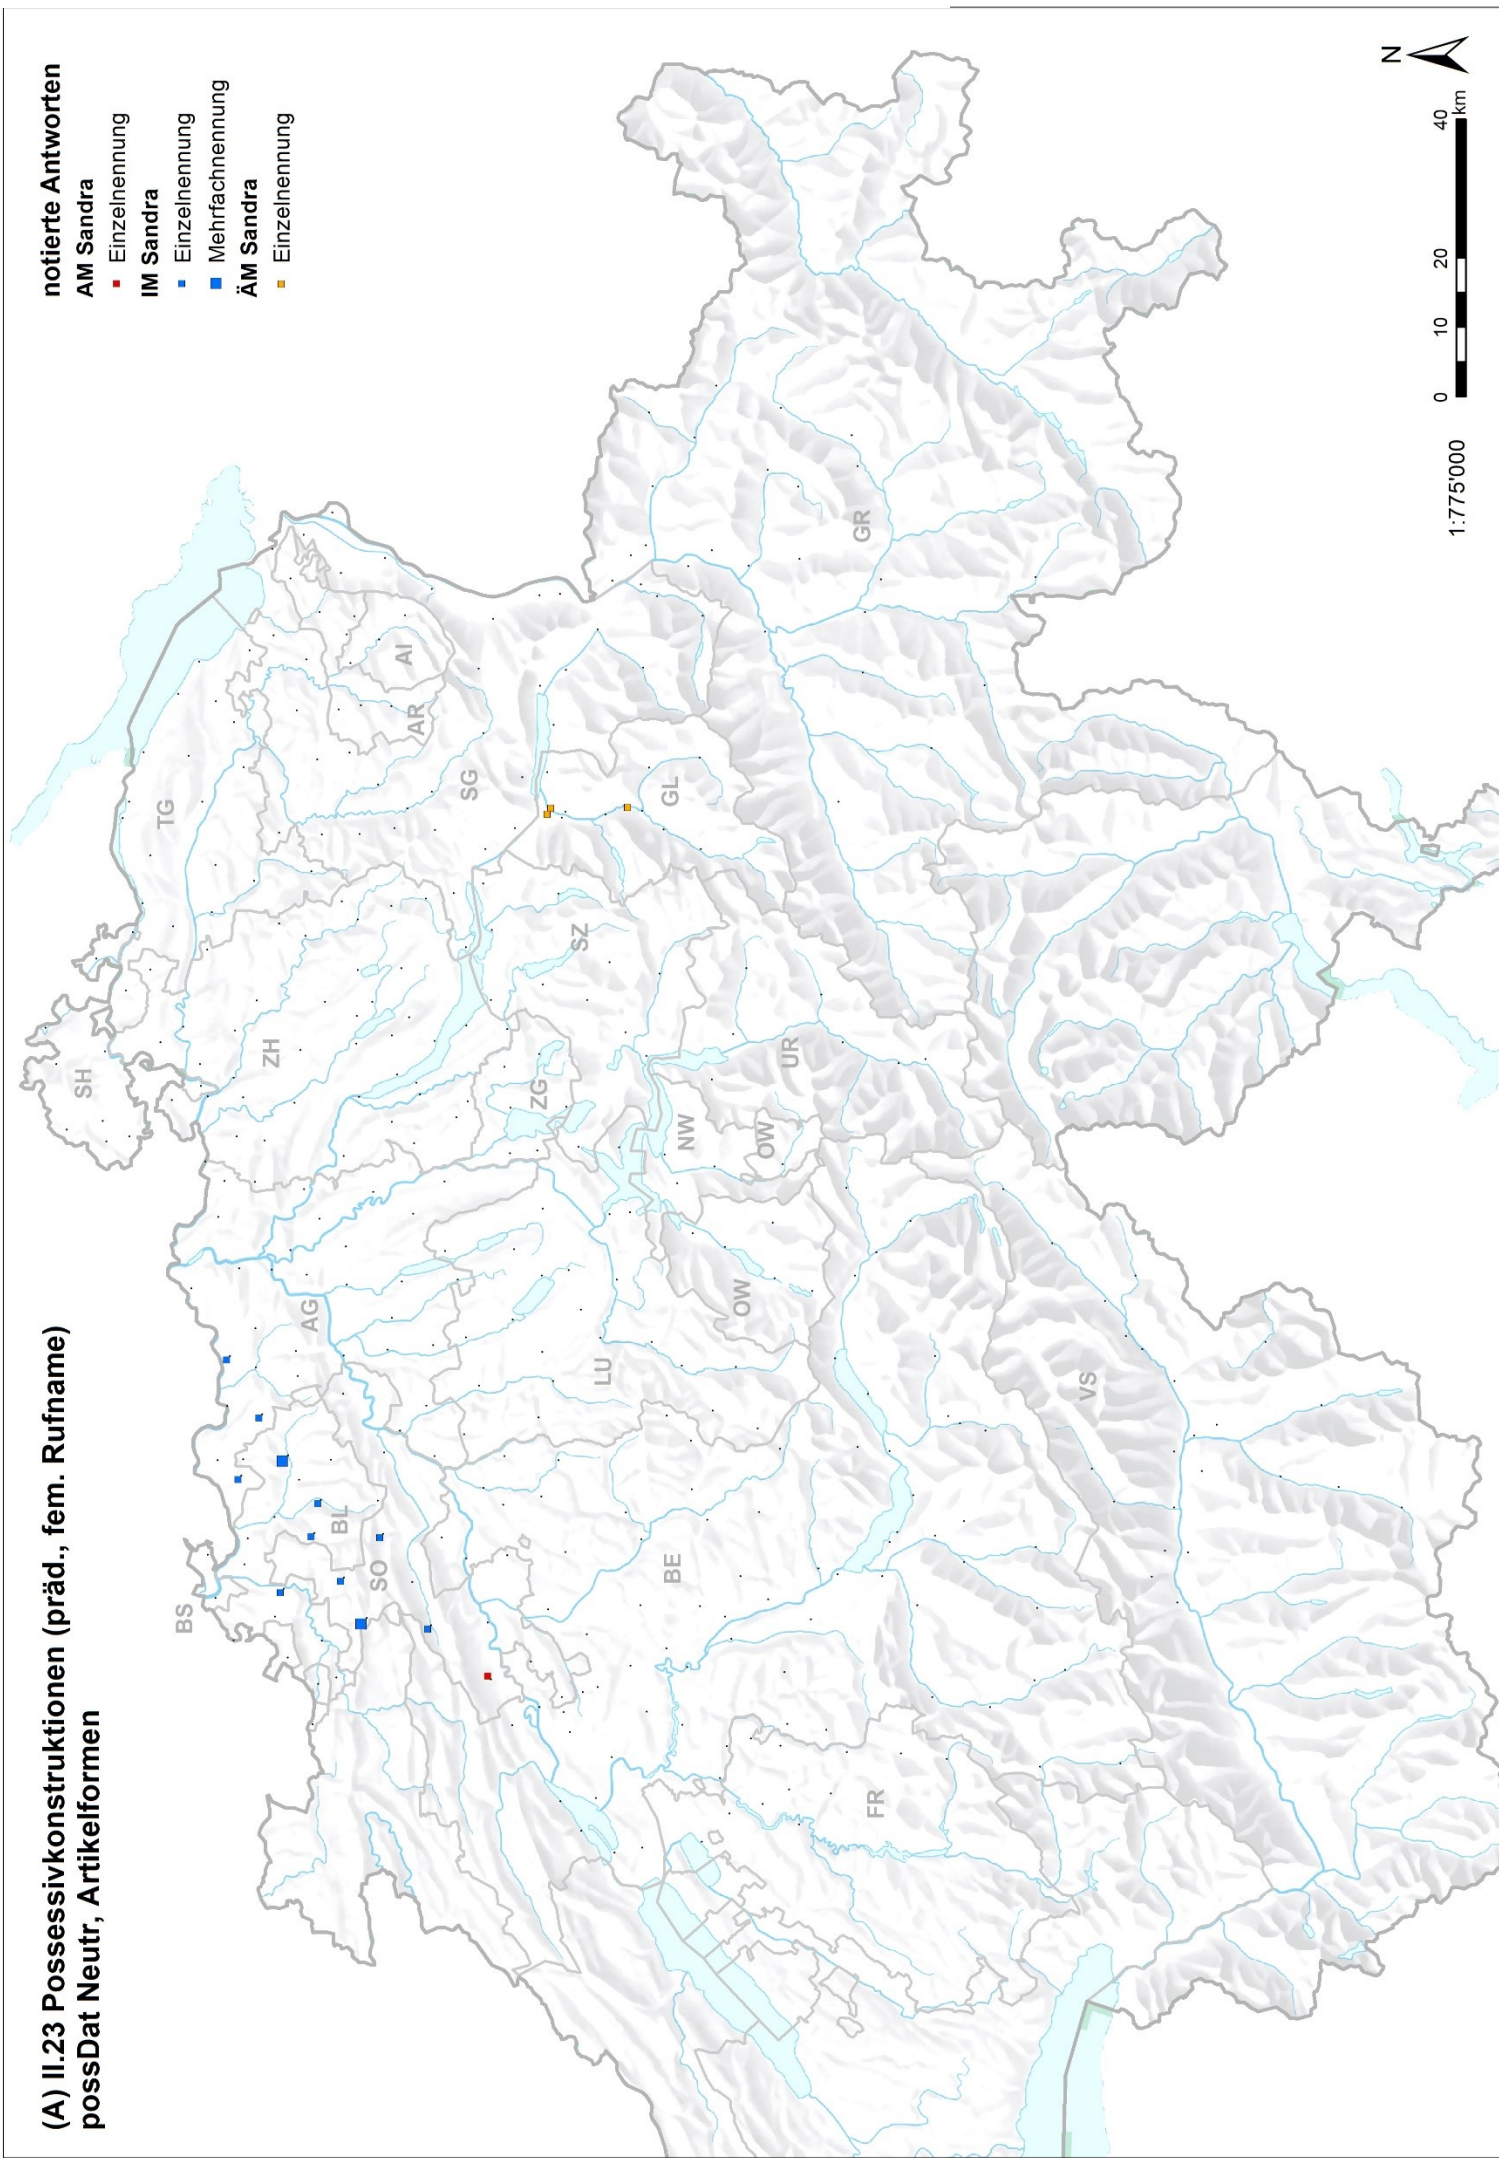 (A) II.23 Possessivkonstruktionen (präd., fem. Rufname)
possDat Neutr, Artikelformen
notierte Antworten
AM Sandra
Einzelnennung
IM Sandra
Einzelnennung
Mehrfachnennung
ÄM Sandra
Einzelnennung
SH
BS
TG
ZH
AG
BL
SO
AI
AR
SG
ZG
SZ
GL
LU
NW
OW
OW
UR
BE
GR
FR
VS
N
1:775'000
0 10 20 40
km